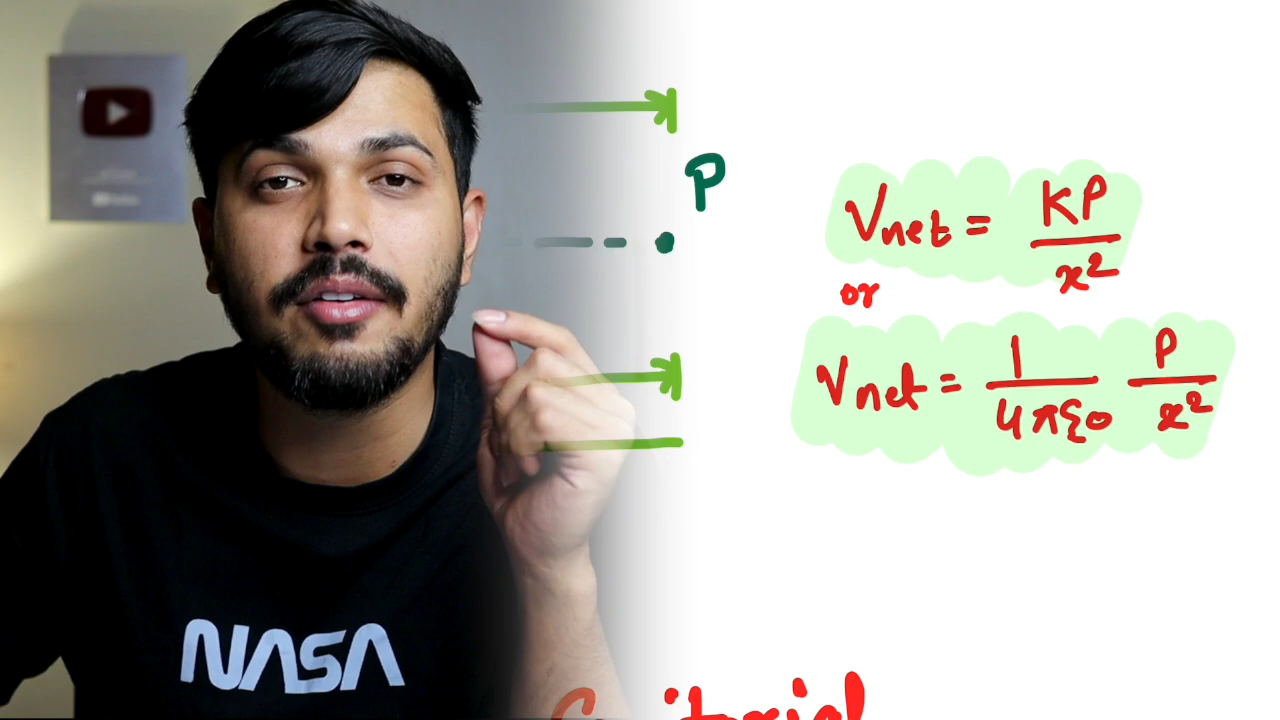 P
Vnet = KP/x²
or
Vnet = 1/4πε0 P/x²
NASA